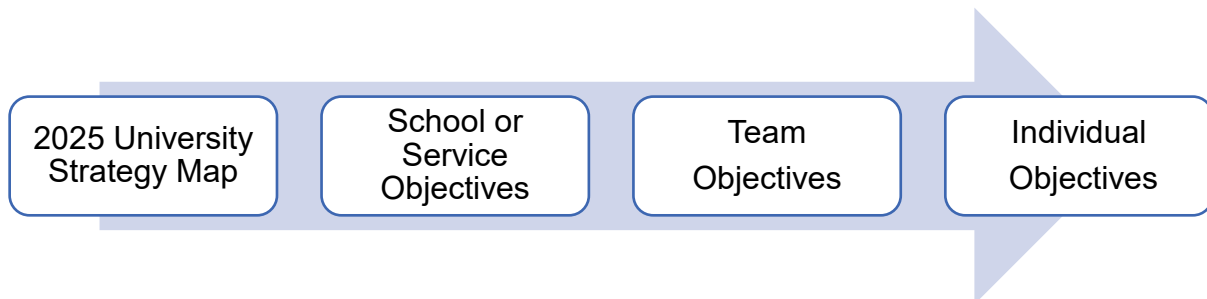 2025 University
Strategy Map
School or
Service
Objectives
Team
Objectives
Individual
Objectives